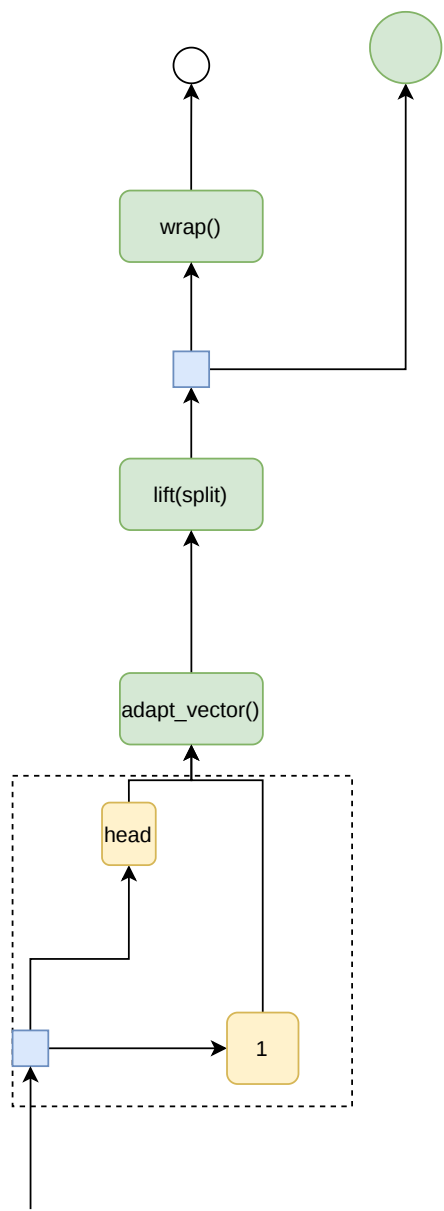 wrap()
lift(split)
adapt_vector()
head
1